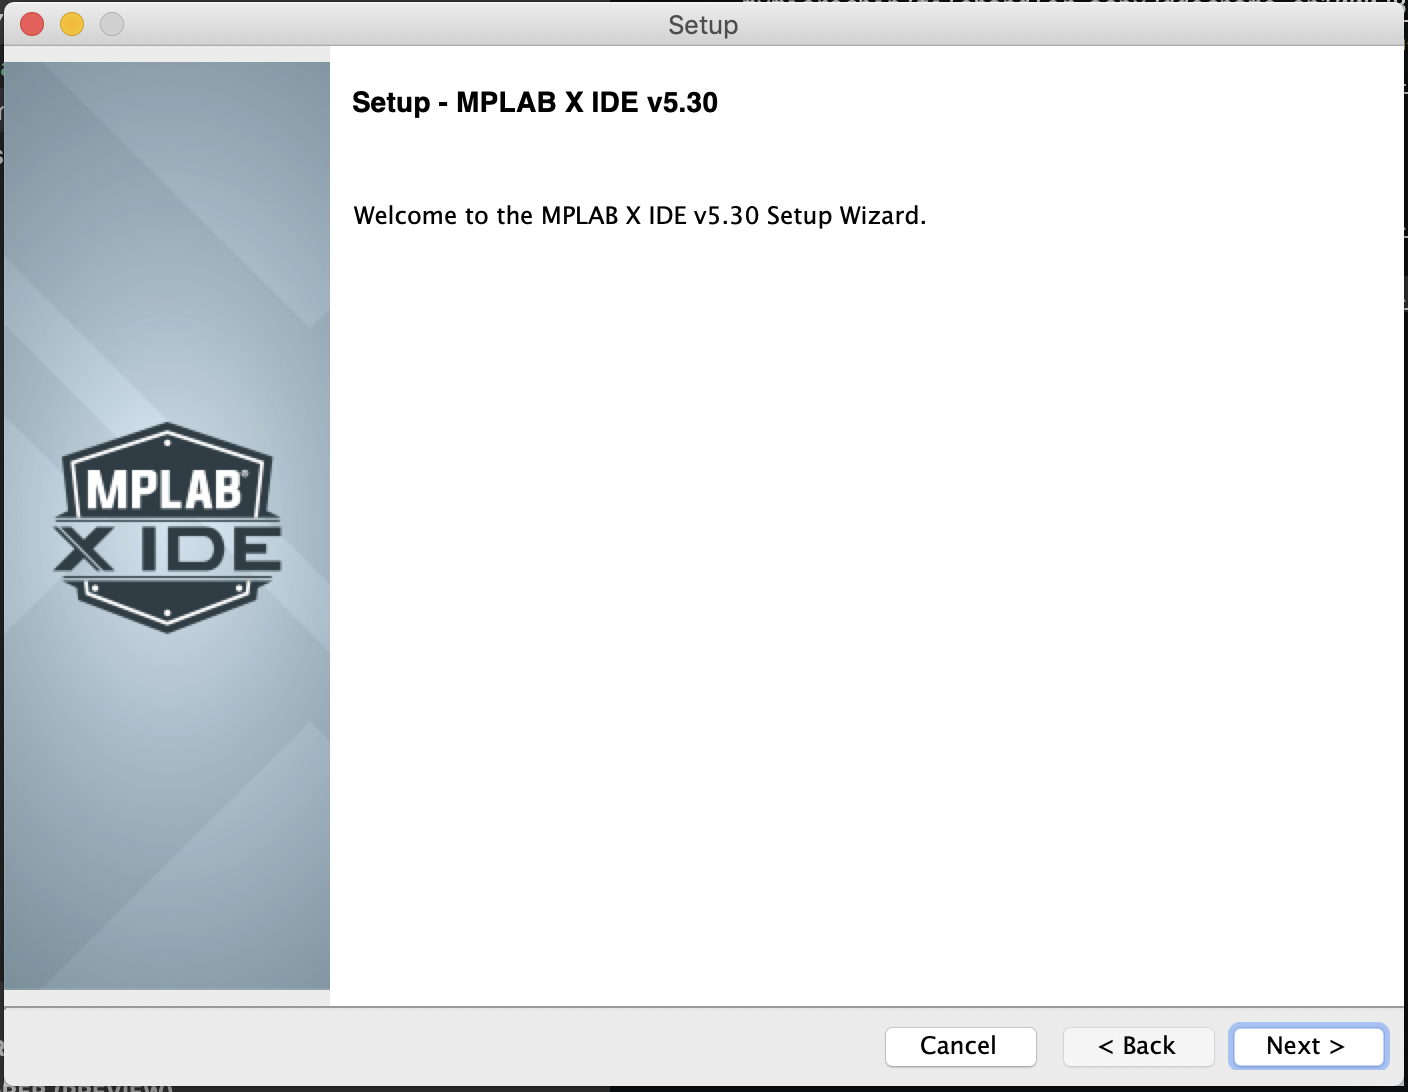 Setup
Setup - MPLAB X IDE v5.30
Welcome to the MPLAB X IDE v5.30 Setup Wizard.
MPLAB®
X IDE
Cancel
< Back
Next >